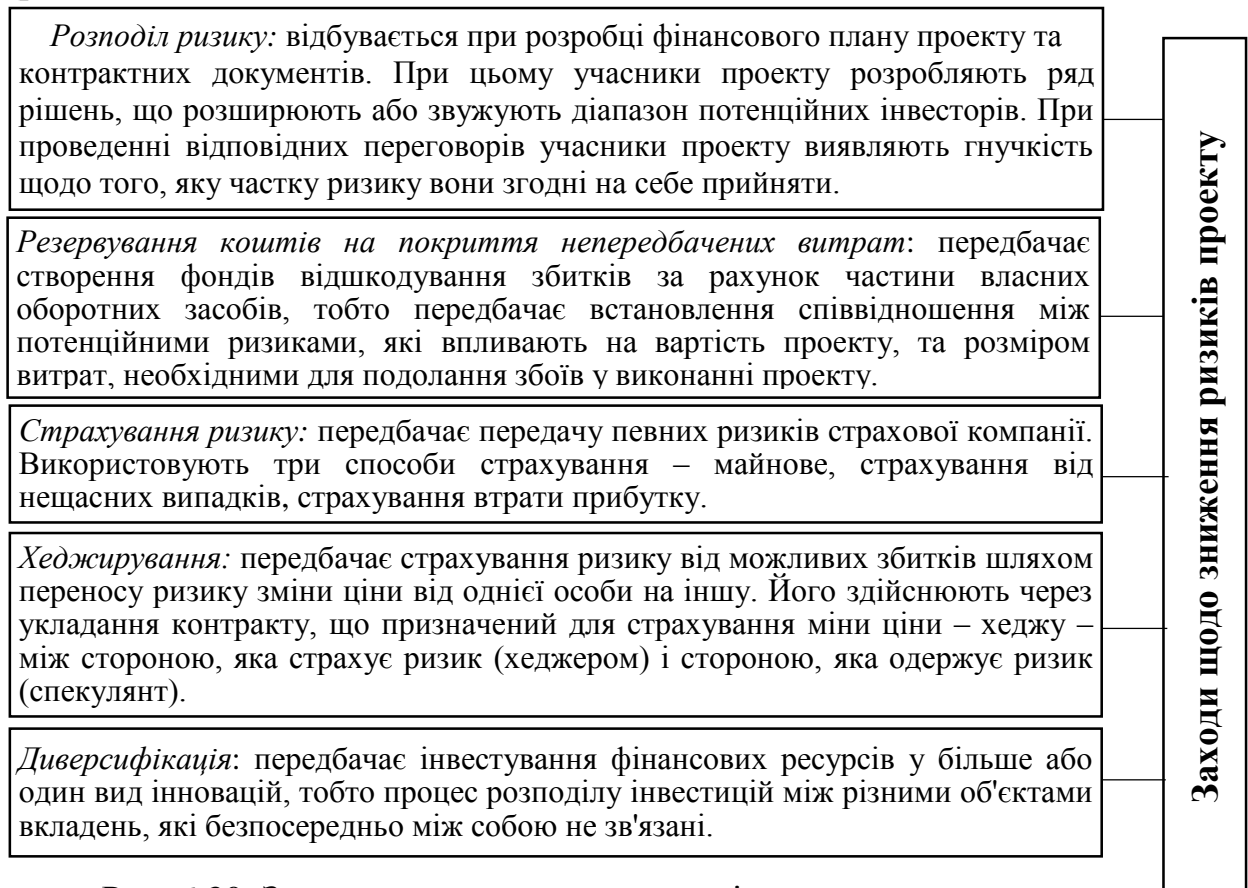 Розподіл ризику: відбувається при розробці фінансового плану проекту та
контрактних документів. При цьому учасники проекту розробляють ряд
рішень, що розширюють або звужують діапазон потенційних інвесторів. При
проведенні відповідних переговорів учасники проекту виявляють гнучкість
щодо того, яку частку ризику вони згодні на себе прийняти.
Резервування коштів на покриття непередбачених витрат: передбачає
створення фондів відшкодування збитків за рахунок частини власних
оборотних засобів, тобто передбачає встановлення співвідношення між
потенційними ризиками, які впливають на вартість проекту, та розміром
витрат, необхідними для подолання збоїв у виконанні проекту.
Страхування ризику: передбачає передачу певних ризиків страхової компанії.
Використовують три способи страхування – майнове, страхування від
нещасних випадків, страхування втрати прибутку.
Хеджирування: передбачає страхування ризику від можливих збитків шляхом
переносу ризику зміни ціни від однієї особи на іншу. Його здійснюють через
укладання контракту, що призначений для страхування міни ціни – хеджу –
між стороною, яка страхує ризик (хеджером) і стороною, яка одержує ризик
(спекулянт).
Диверсифікація: передбачає інвестування фінансових ресурсів у більше або
один вид інновацій, тобто процес розподілу інвестицій між різними об'єктами
вкладень, які безпосередньо між собою не зв'язані.
Заходи щодо зниження ризиків проекту